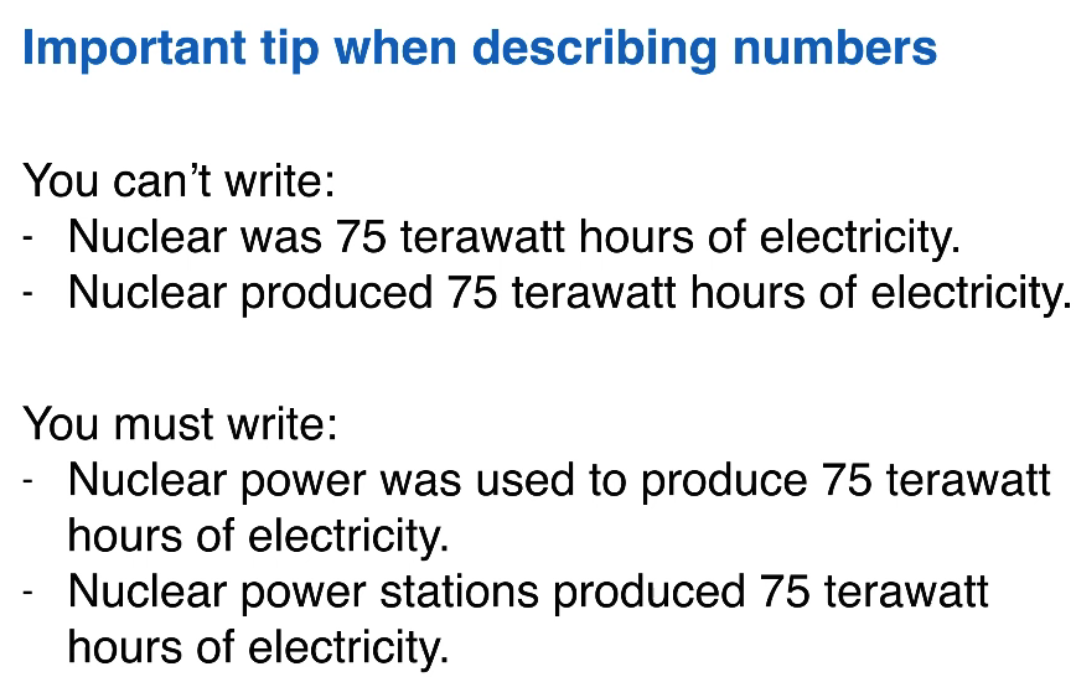 Important tip when describing numbers
You can’t write:
- Nuclear was 75 terawatt hours of electricity.
- Nuclear produced 75 terawatt hours of electricity.
You must write:
- Nuclear power was used to produce 75 terawatt
hours of electricity.
- Nuclear power stations produced 75 terawatt
hours of electricity.